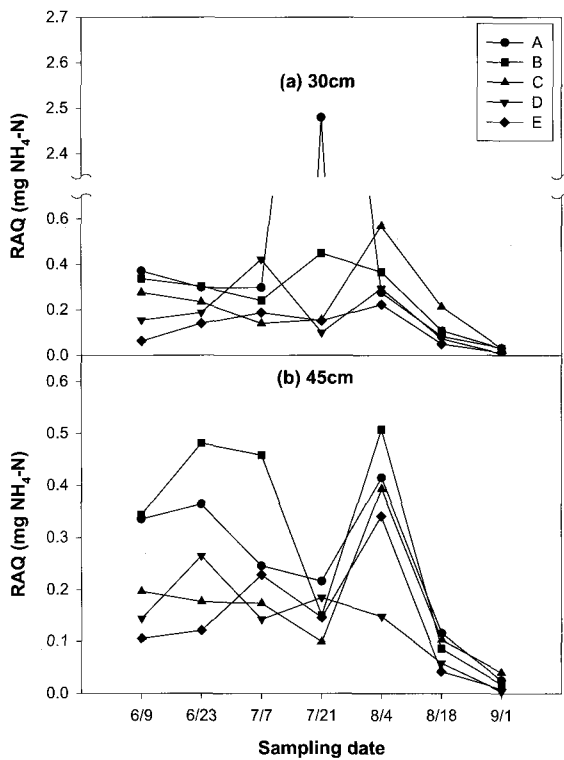 2.7
2.6
2.5
2.4
0.6
0.4
0.2
0.0
RAQ (mg NH₄-N)
(a) 30cm
A
B
C
D
E
0.6
0.5
0.4
0.3
0.2
0.1
0.0
RAQ (mg NH₄-N)
(b) 45cm
6/9 6/23 7/7 7/21 8/4 8/18 9/1
Sampling date